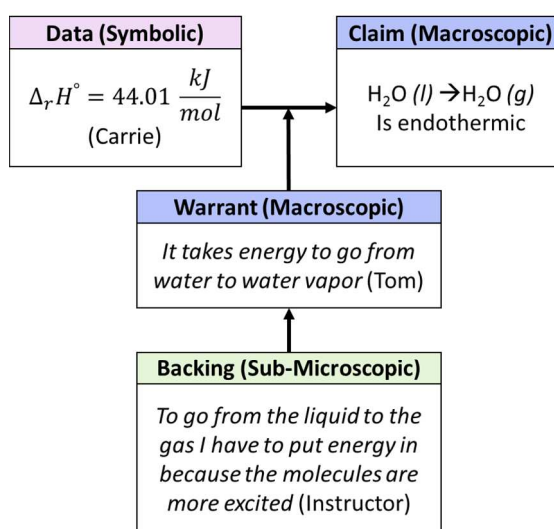 Data (Symbolic)
Δ_rH° = 44.01 kJ/mol
(Carrie)
Claim (Macroscopic)
H₂O (l) →H₂O (g)
Is endothermic
Warrant (Macroscopic)
It takes energy to go from
water to water vapor (Tom)
Backing (Sub-Microscopic)
To go from the liquid to the
gas I have to put energy in
because the molecules are
more excited (Instructor)